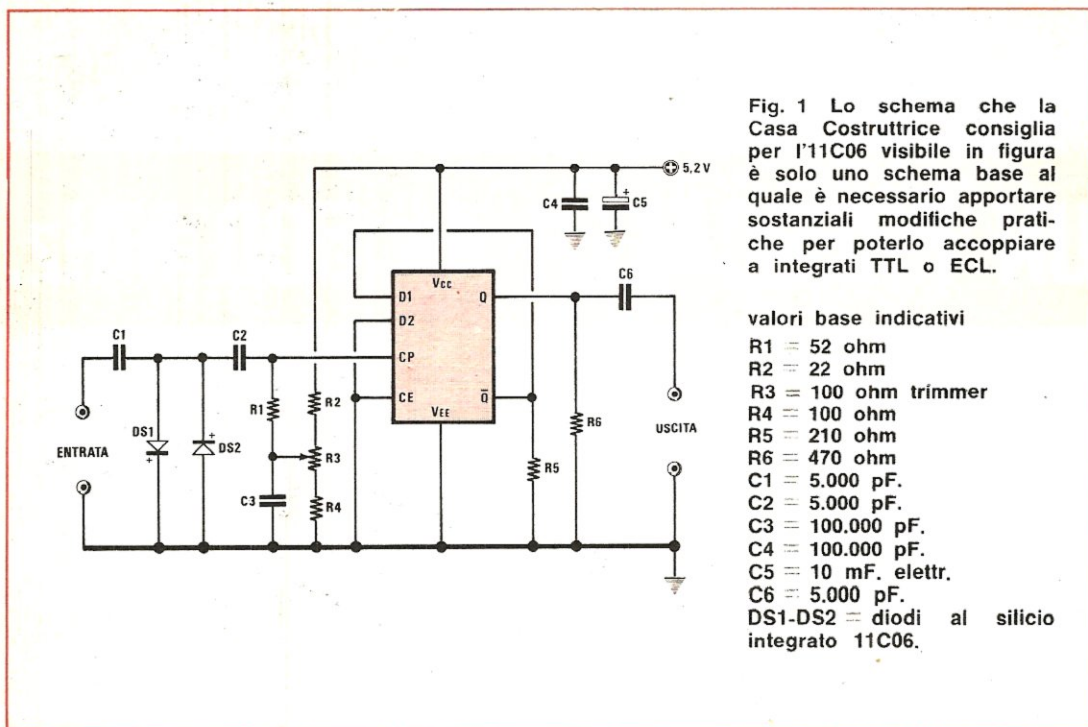 Fig. 1 Lo schema che la
Casa Costruttrice consiglia
per l'11C06 visibile in figura
è solo uno schema base al
quale è necessario apportare
sostanziali modifiche prati-
che per poterlo accoppiare
a integrati TTL o ECL.
valori base indicativi
R1 = 52 ohm
R2 = 22 ohm
R3 = 100 ohm trimmer
R4 = 100 ohm
R5 = 210 ohm
R6 = 470 ohm
C1 = 5.000 pF.
C2 = 5.000 pF.
C3 = 100.000 pF.
C4 = 100.000 pF.
C5 = 10 mF. elettr.
C6 = 5.000 pF.
DS1-DS2 = diodi al silicio
integrato 11C06.
5,2 V
C4
+
C5
C6
Vcc
D1
Q
D2
C1
C2
CP
CE
Q̅
VEE
R1
R2
R3
R4
R5
R6
C3
DS1
+
DS2
+
ENTRATA
USCITA